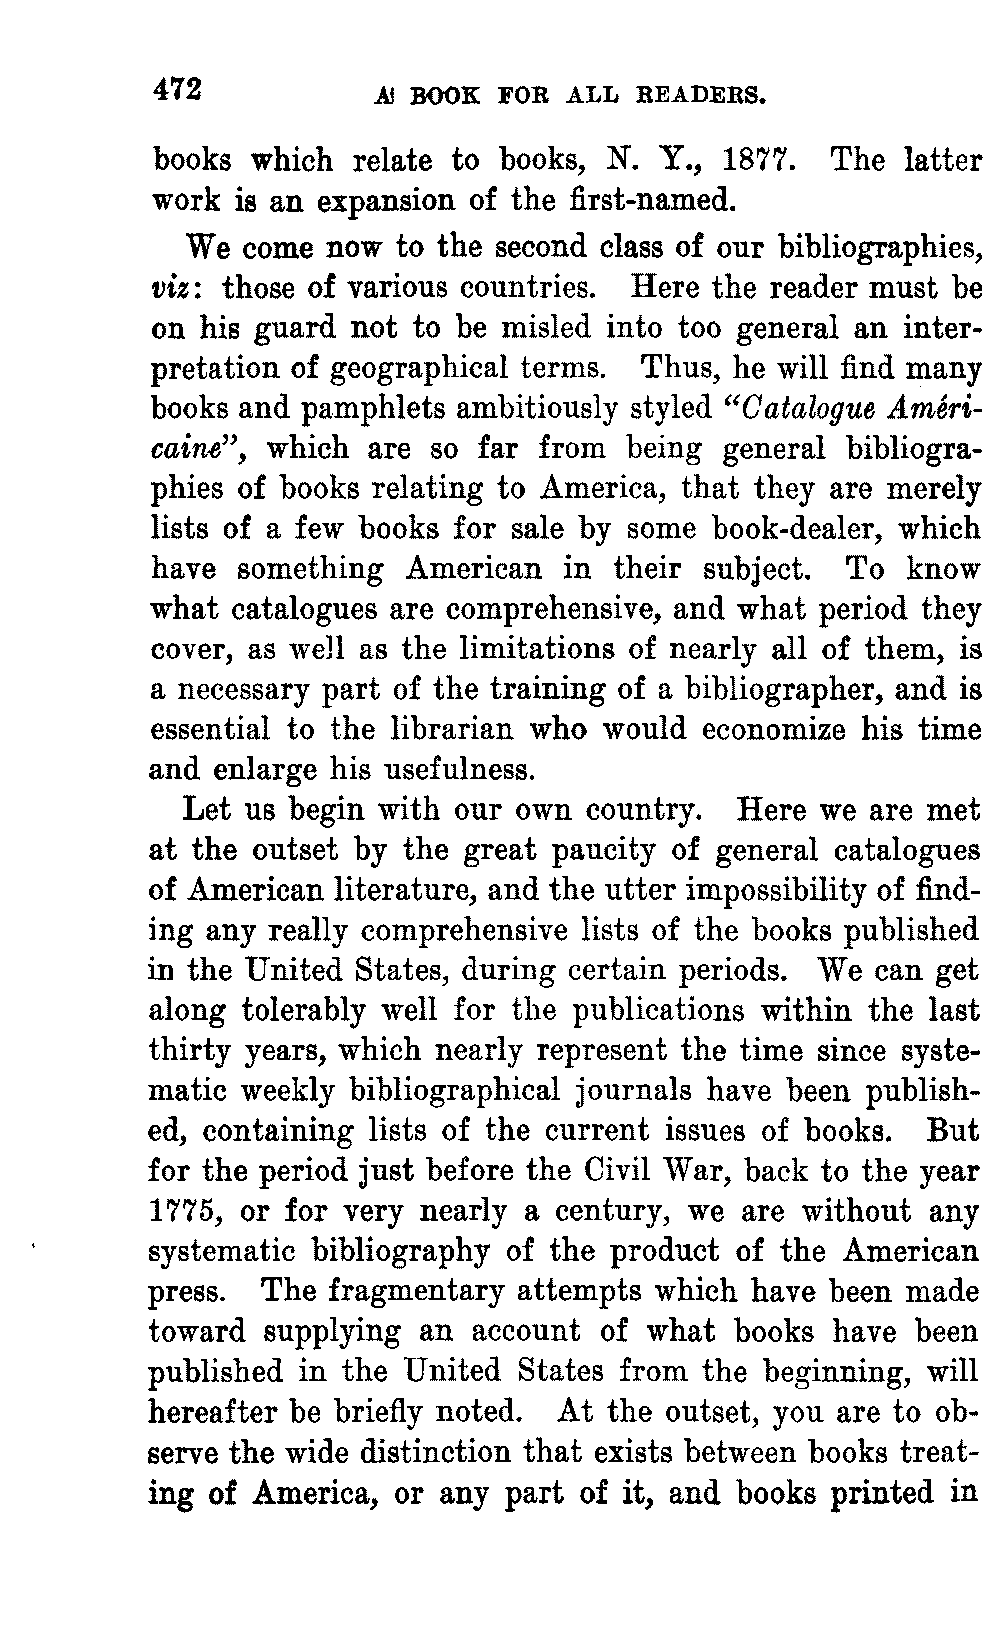 472 A BOOK FOR ALL READERS.
books which relate to books, N. Y., 1877. The latter
work is an expansion of the first-named.
We come now to the second class of our bibliographies,
viz: those of various countries. Here the reader must be
on his guard not to be misled into too general an inter-
pretation of geographical terms. Thus, he will find many
books and pamphlets ambitiously styled “Catalogue Améri-
caine”, which are so far from being general bibliogra-
phies of books relating to America, that they are merely
lists of a few books for sale by some book-dealer, which
have something American in their subject. To know
what catalogues are comprehensive, and what period they
cover, as well as the limitations of nearly all of them, is
a necessary part of the training of a bibliographer, and is
essential to the librarian who would economize his time
and enlarge his usefulness.
Let us begin with our own country. Here we are met
at the outset by the great paucity of general catalogues
of American literature, and the utter impossibility of find-
ing any really comprehensive lists of the books published
in the United States, during certain periods. We can get
along tolerably well for the publications within the last
thirty years, which nearly represent the time since syste-
matic weekly bibliographical journals have been publish-
ed, containing lists of the current issues of books. But
for the period just before the Civil War, back to the year
1775, or for very nearly a century, we are without any
systematic bibliography of the product of the American
press. The fragmentary attempts which have been made
toward supplying an account of what books have been
published in the United States from the beginning, will
hereafter be briefly noted. At the outset, you are to ob-
serve the wide distinction that exists between books treat-
ing of America, or any part of it, and books printed in